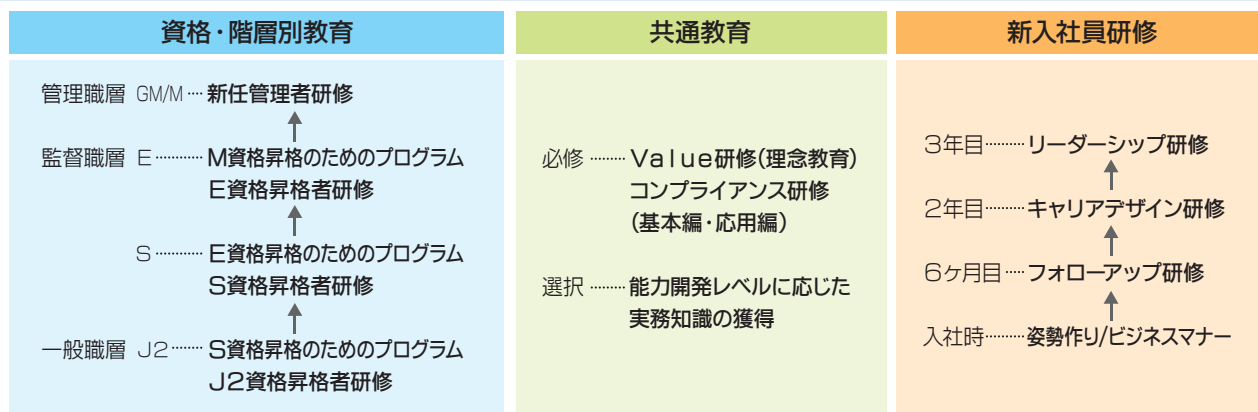 資格・階層別教育
管理職層 GM/M ···· 新任管理者研修
監督職層 E ··········· M資格昇格のためのプログラム
E資格昇格者研修
S ··········· E資格昇格のためのプログラム
S資格昇格者研修
一般職層 J2 ······· S資格昇格のためのプログラム
J2資格昇格者研修
共通教育
必修 ········ Value研修(理念教育)
コンプライアンス研修
(基本編・応用編)
選択 ········ 能力開発レベルに応じた
実務知識の獲得
新入社員研修
3年目 ········· リーダーシップ研修
2年目 ········· キャリアデザイン研修
6ヶ月目 ····· フォローアップ研修
入社時 ········· 姿勢作り/ビジネスマナー